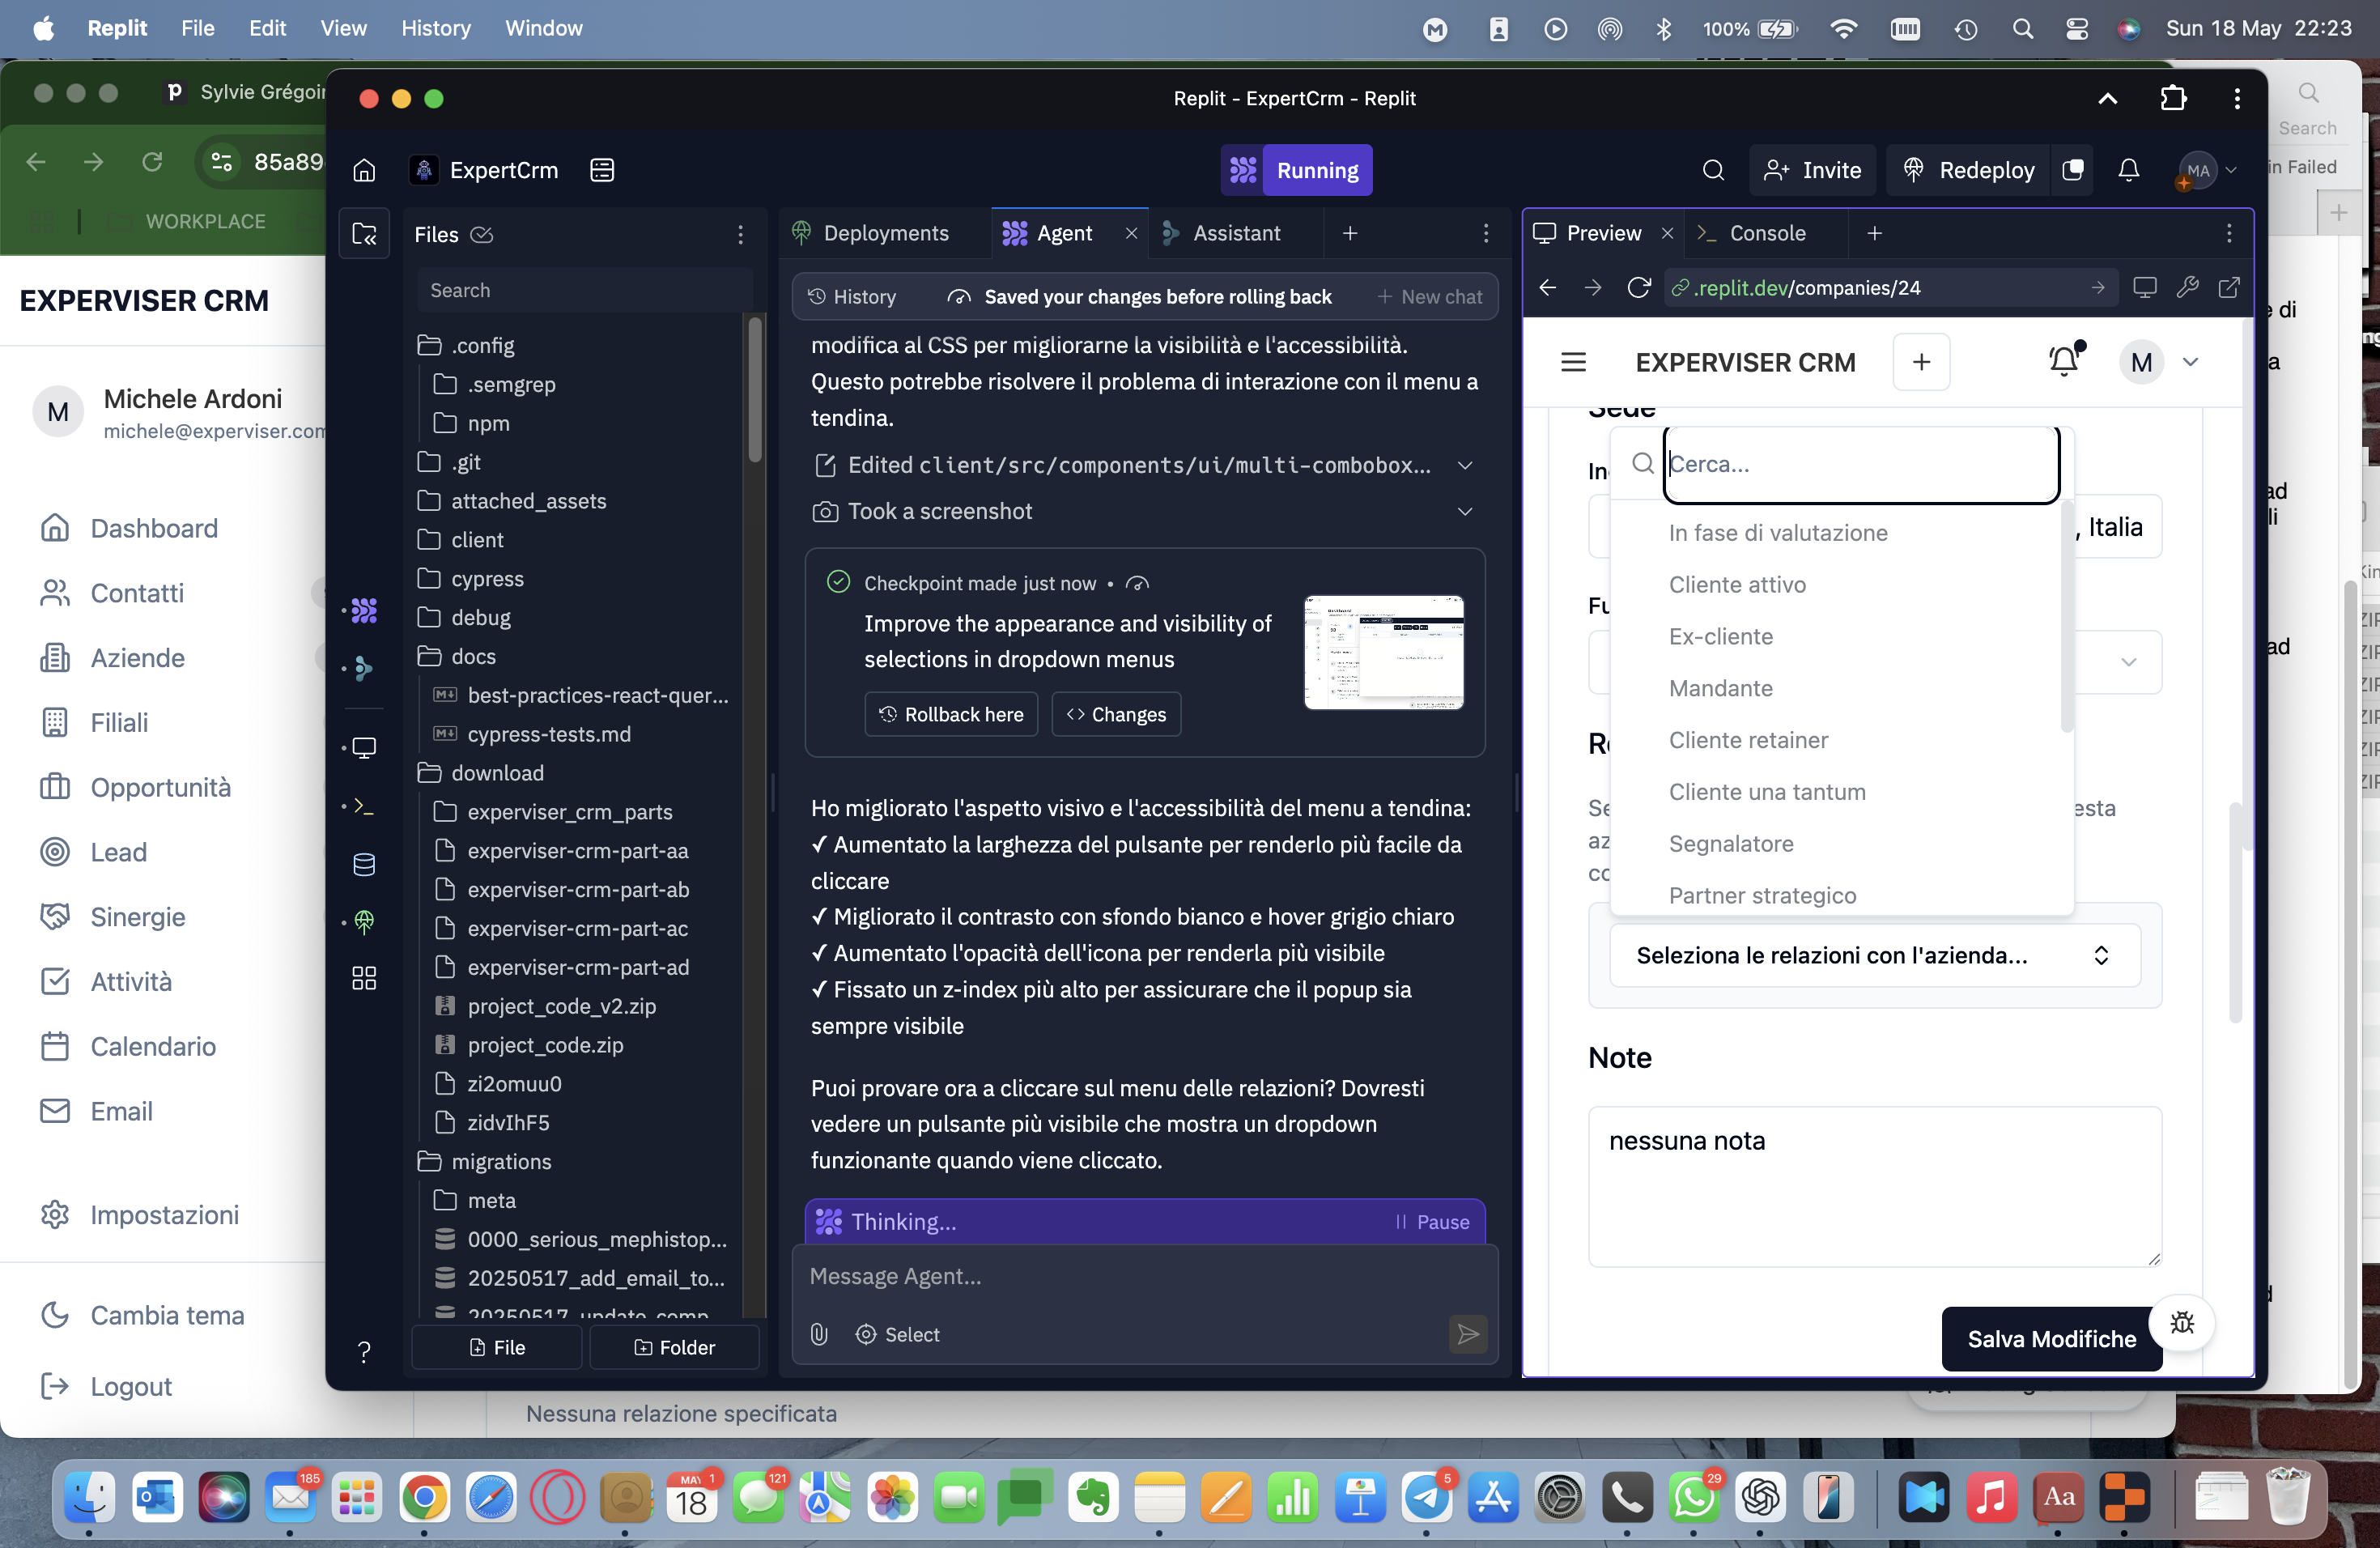 Replit File Edit View History Window
100% Sun 18 May 22:23
Sylvie Grégoir
85a89
WORKPLACE
Search
in Failed
Replit - ExpertCrm - Replit
ExpertCrm
Running
Invite
Redeploy
MA
EXPERVISER CRM
M
Michele Ardoni
michele@experviser.com
Dashboard
Contatti
Aziende
Filiali
Opportunità
Lead
Sinergie
Attività
Calendario
Email
Impostazioni
Cambia tema
Logout
Files
Search
.config
.semgrep
npm
.git
attached_assets
client
cypress
debug
docs
best-practices-react-quer...
cypress-tests.md
download
experviser_crm_parts
experviser-crm-part-aa
experviser-crm-part-ab
experviser-crm-part-ac
experviser-crm-part-ad
project_code_v2.zip
project_code.zip
zi2omuu0
zidvIhF5
migrations
meta
0000_serious_mephistop...
20250517_add_email_to...
20250517_update_comp
File Folder
Deployments Agent Assistant
History Saved your changes before rolling back New chat
modifica al CSS per migliorarne la visibilità e l'accessibilità.
Questo potrebbe risolvere il problema di interazione con il menu a
tendina.
Edited client/src/components/ui/multi-combobox...
Took a screenshot
Checkpoint made just now •
Improve the appearance and visibility of
selections in dropdown menus
Rollback here Changes
Ho migliorato l'aspetto visivo e l'accessibilità del menu a tendina:
✓ Aumentato la larghezza del pulsante per renderlo più facile da
cliccare
✓ Migliorato il contrasto con sfondo bianco e hover grigio chiaro
✓ Aumentato l'opacità dell'icona per renderla più visibile
✓ Fissato un z-index più alto per assicurare che il popup sia
sempre visibile
Puoi provare ora a cliccare sul menu delle relazioni? Dovresti
vedere un pulsante più visibile che mostra un dropdown
funzionante quando viene cliccato.
Thinking... Pause
Message Agent...
Select
Preview Console
.replit.dev/companies/24
EXPERVISER CRM
M
Sede
Cerca...
, Italia
In fase di valutazione
Cliente attivo
Ex-cliente
Mandante
Cliente retainer
Cliente una tantum
Segnalatore
Partner strategico
esta
Seleziona le relazioni con l'azienda...
Note
nessuna nota
Salva Modifiche
Nessuna relazione specificata
185
MAY 1
18
121
5
29
Aa